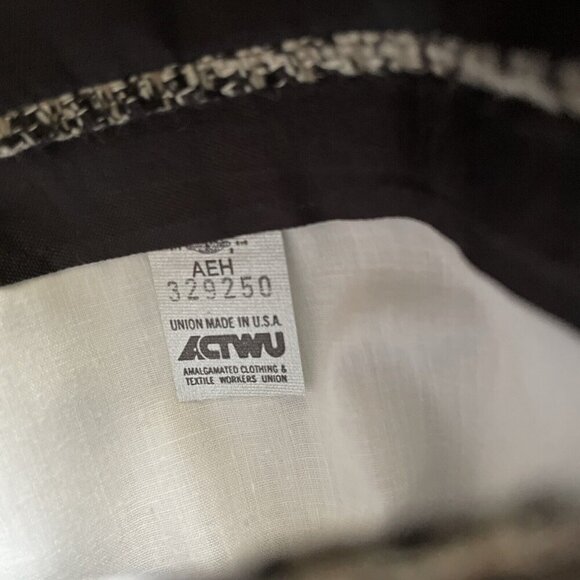 AEH
329250
UNION MADE IN U.S.A.
ACTWU
AMALGAMATED CLOTHING &
TEXTILE WORKERS UNION